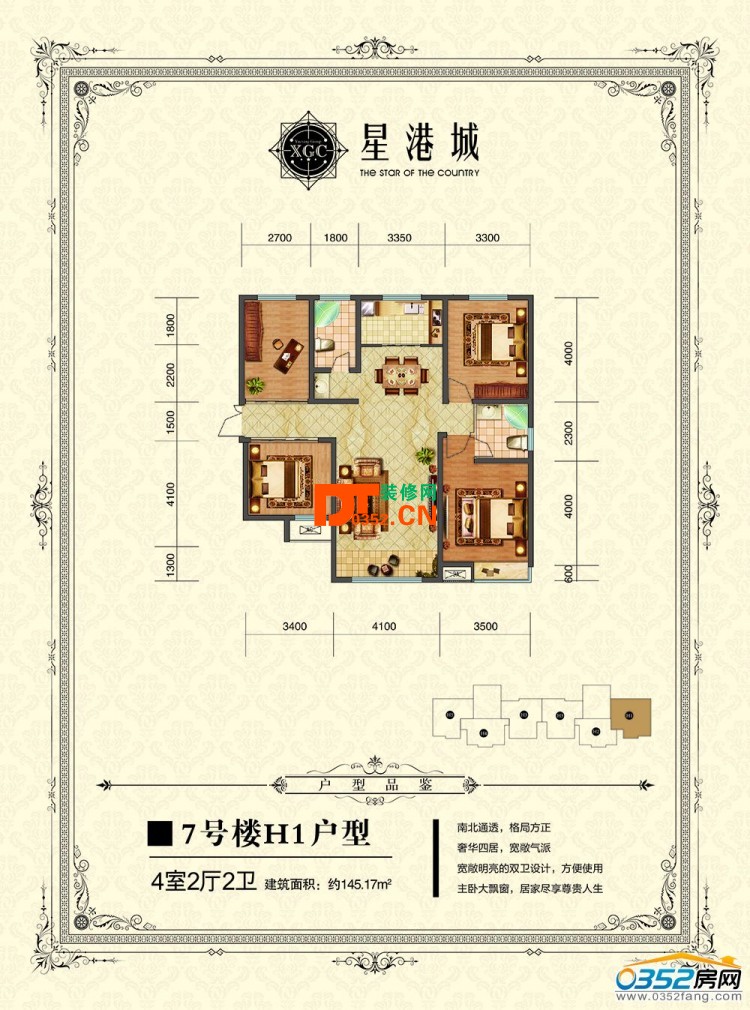 XGC
星港城
THE STAR OF THE COUNTRY
2700 1800 3350 3300
1800
2200
1500
4100
1300
4000
2300
4000
600
装修网
0352.CN
3400 4100 3500
户型品鉴
7号楼H1户型
4室2厅2卫 建筑面积：约145.17m²
南北通透，格局方正
奢华四居，宽敞气派
宽敞明亮的双卫设计，方便使用
主卧大飘窗，居家尽享尊贵人生
0352房网
www.0352fang.com